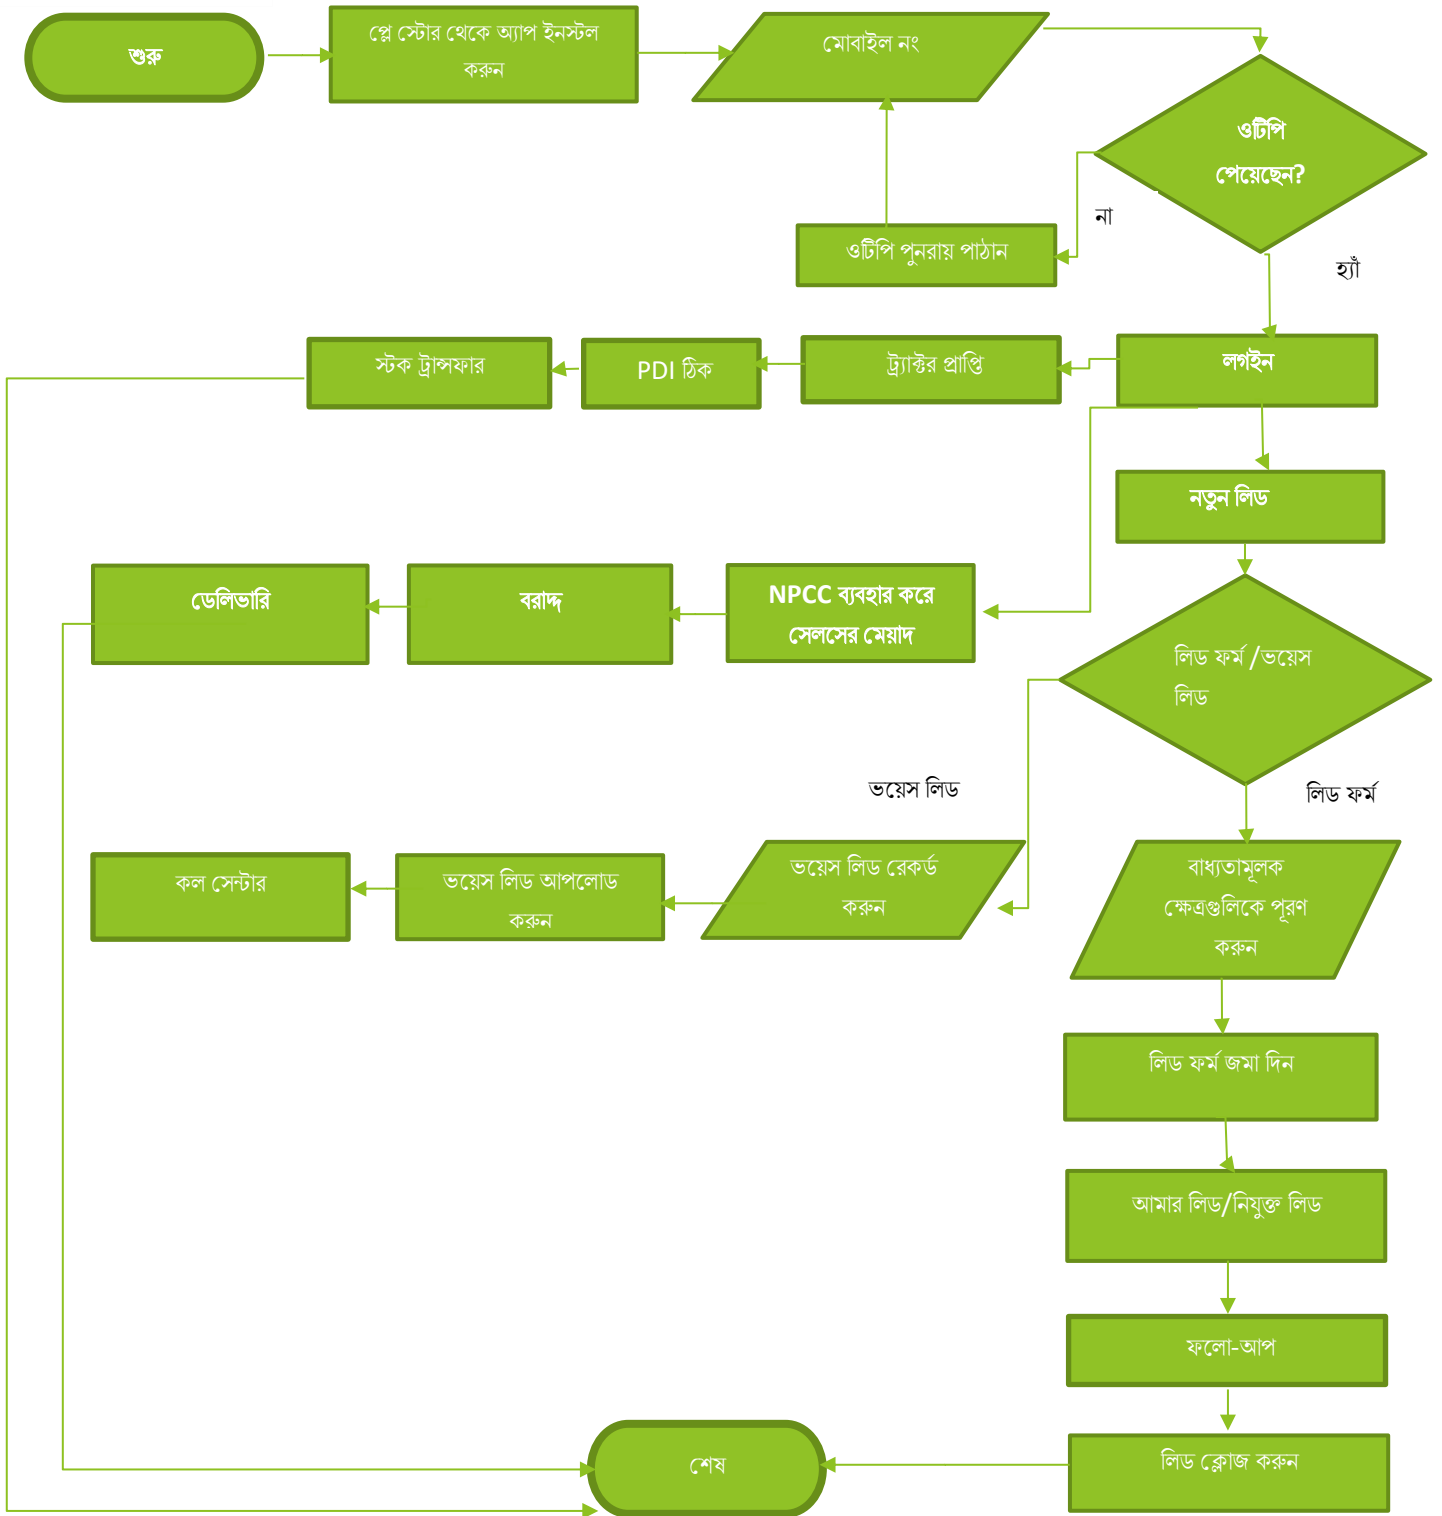 শুরু
প্লে স্টোর থেকে অ্যাপ ইনস্টল
করুন
মোবাইল নং
ওটিপি
পেয়েছেন?
না
ওটিপি পুনরায় পাঠান
হ্যাঁ
স্টক ট্রান্সফার
PDI ঠিক
ট্র্যাক্টর প্রাপ্তি
লগইন
নতুন লিড
ডেলিভারি
বরাদ্দ
NPCC ব্যবহার করে
সেলসের মেয়াদ
লিড ফর্ম /ভয়েস
লিড
ভয়েস লিড
লিড ফর্ম
কল সেন্টার
ভয়েস লিড আপলোড
করুন
ভয়েস লিড রেকর্ড
করুন
বাধ্যতামূলক
ক্ষেত্রগুলিকে পূরণ
করুন
লিড ফর্ম জমা দিন
আমার লিড/নিযুক্ত লিড
ফলো-আপ
শেষ
লিড ক্লোজ করুন